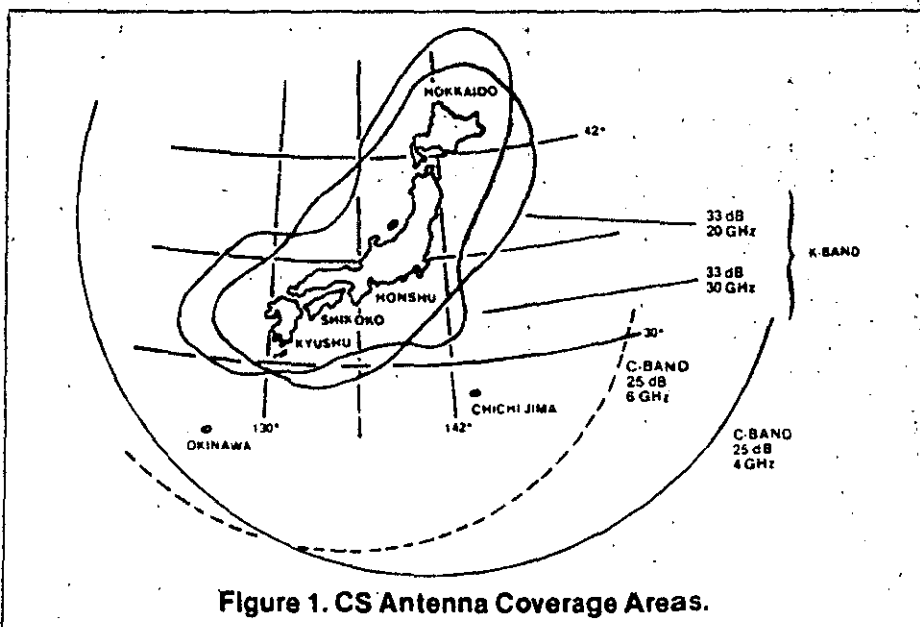 HOKKAIDO
42°
33 dB
20 GHz
K-BAND
33 dB
30 GHz
HONSHU
SHIKOKO
KYUSHU
30°
C-BAND
25 dB
6 GHz
CHICHI JIMA
130°
142°
OKINAWA
C-BAND
25 dB
4 GHz
Figure 1. CS Antenna Coverage Areas.